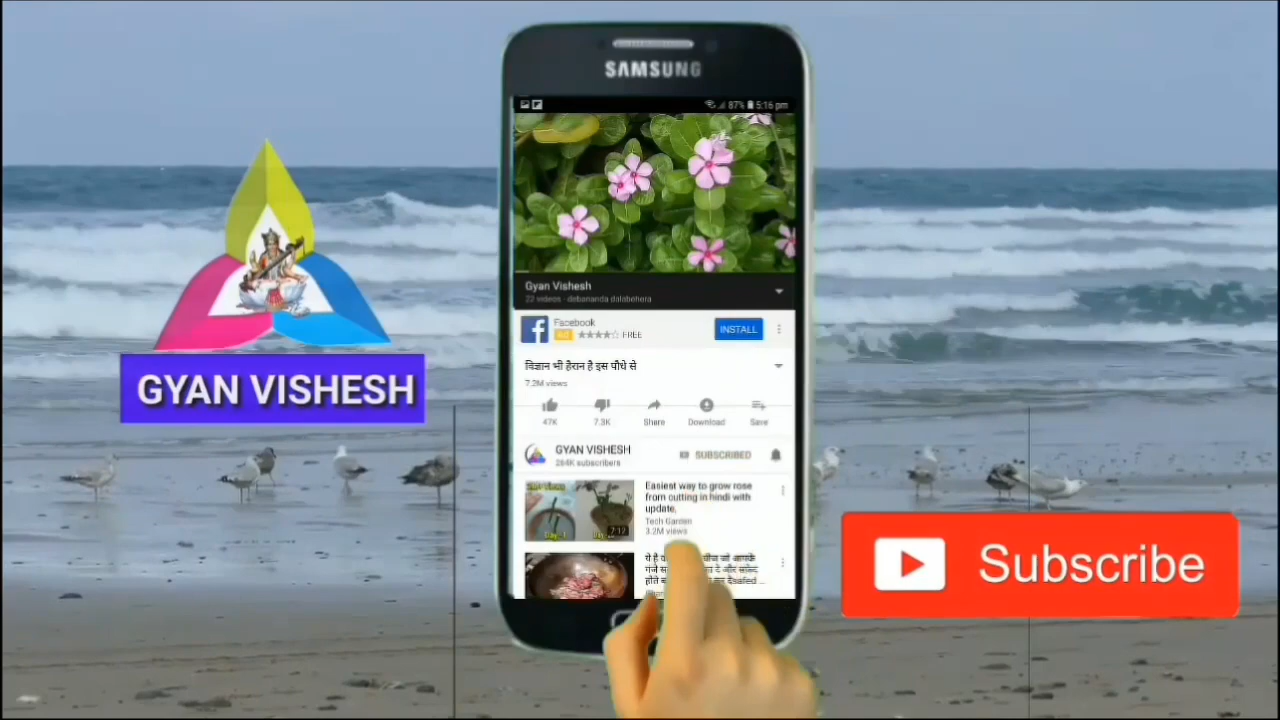 SAMSUNG
87% 5:16 pm
Gyan Vishesh
22 videos · debananda dalabehera
Facebook
Ad FREE
INSTALL
विज्ञान भी हैरान है इस पौधे से
7.2M views
47K
7.3K
Share
Download
Save
GYAN VISHESH
264K subscribers
SUBSCRIBED
Easiest way to grow rose
from cutting in hindi with
update,
Tech Garden
3.2M views
7:12
GYAN VISHESH
Subscribe